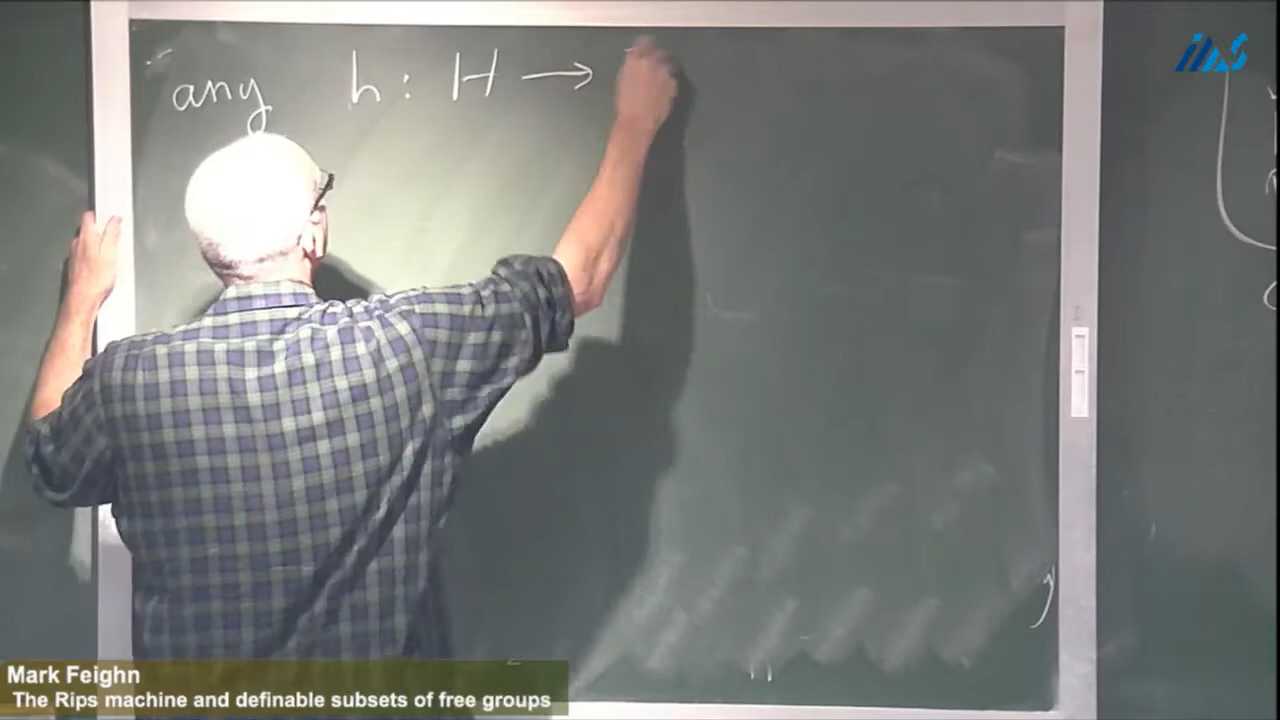 any h: H →
Mark Feighn
The Rips machine and definable subsets of free groups